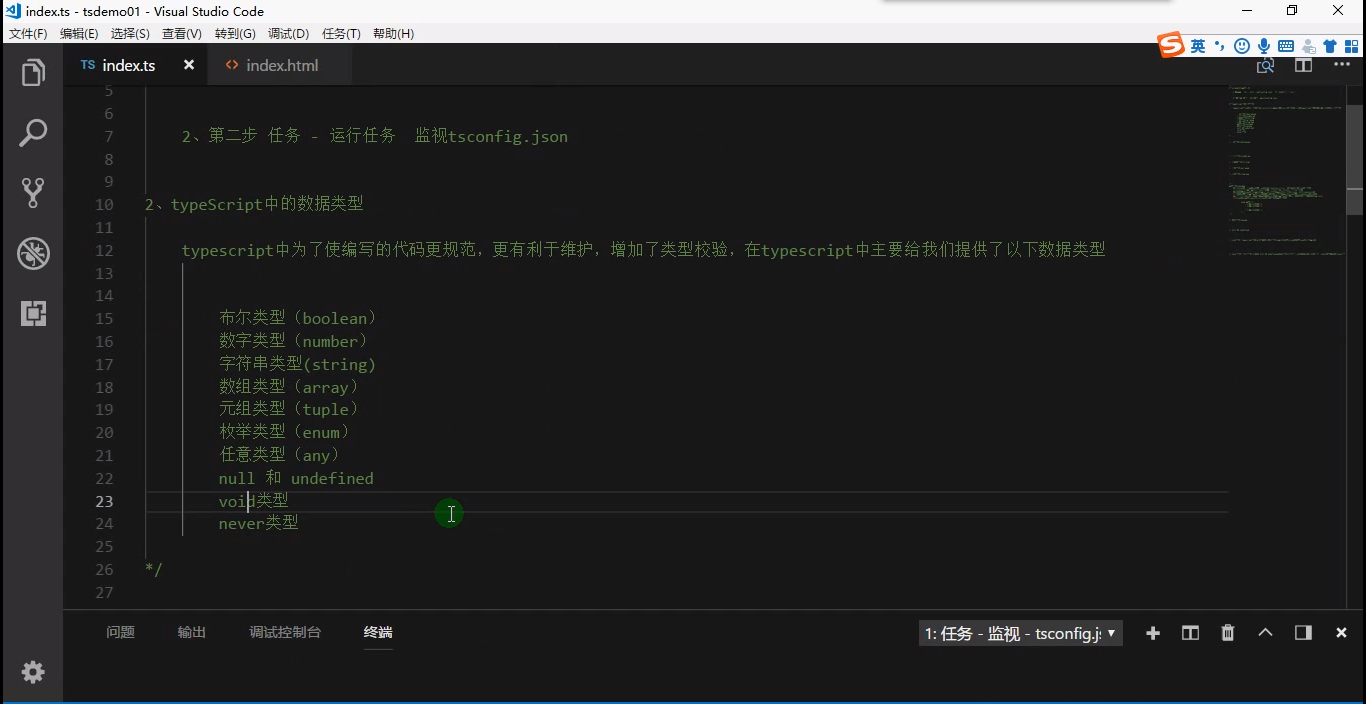 index.ts - tsdemo01 - Visual Studio Code
文件(F) 编辑(E) 选择(S) 查看(V) 转到(G) 调试(D) 任务(T) 帮助(H)
英
TS index.ts
<> index.html
5
6
7 2、第二步 任务 - 运行任务 监视tsconfig.json
8
9
10 2、typeScript中的数据类型
11
12 typescript中为了使编写的代码更规范，更有利于维护，增加了类型校验，在typescript中主要给我们提供了以下数据类型
13
14
15 布尔类型（boolean）
16 数字类型（number）
17 字符串类型(string)
18 数组类型（array）
19 元组类型（tuple）
20 枚举类型（enum）
21 任意类型（any）
22 null 和 undefined
23 void类型
24 never类型
25
26 */
27
问题 输出 调试控制台 终端
1: 任务 - 监视 - tsconfig.j